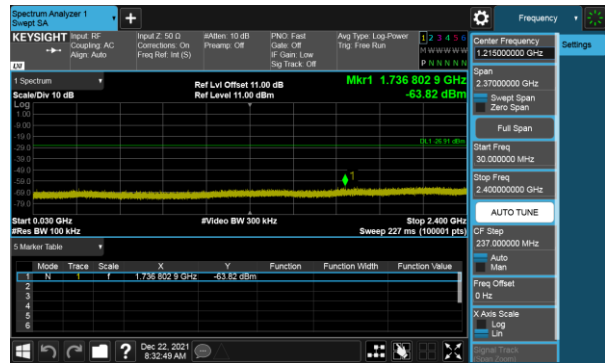 Spectrum Analyzer 1
Swept SA
+
Frequency
KEYSIGHT Input: RF
Coupling: AC
Align: Auto
Input Z: 50 Ω
Corrections: On
Freq Ref: Int (S)
#Atten: 10 dB
Preamp: Off
PNO: Fast
Gate: Off
IF Gain: Low
Sig Track: Off
Avg Type: Log-Power
Trig: Free Run
1 2 3 4 5 6
M W W W W W
P N N N N N
LXI
1 Spectrum
Scale/Div 10 dB
Ref Lvl Offset 11.00 dB
Ref Level 11.00 dBm
Mkr1 1.736 802 9 GHz
-63.82 dBm
Log
1.00
-9.00
-19.0
-29.0
-39.0
-49.0
-59.0
-69.0
-79.0
DL1 -26.91 dBm
1
Start 0.030 GHz
#Res BW 100 kHz
#Video BW 300 kHz
Stop 2.400 GHz
Sweep 227 ms (100001 pts)
5 Marker Table
Mode Trace Scale X Y Function Function Width Function Value
1 N 1 f 1.736 802 9 GHz -63.82 dBm
2
3
4
5
6
Dec 22, 2021
8:32:49 AM
Center Frequency
1.215000000 GHz
Settings
Span
2.37000000 GHz
Swept Span
Zero Span
Full Span
Start Freq
30.000000 MHz
Stop Freq
2.400000000 GHz
AUTO TUNE
CF Step
237.000000 MHz
Auto
Man
Freq Offset
0 Hz
X Axis Scale
Log
Lin
Signal Track
(Span Zoom)